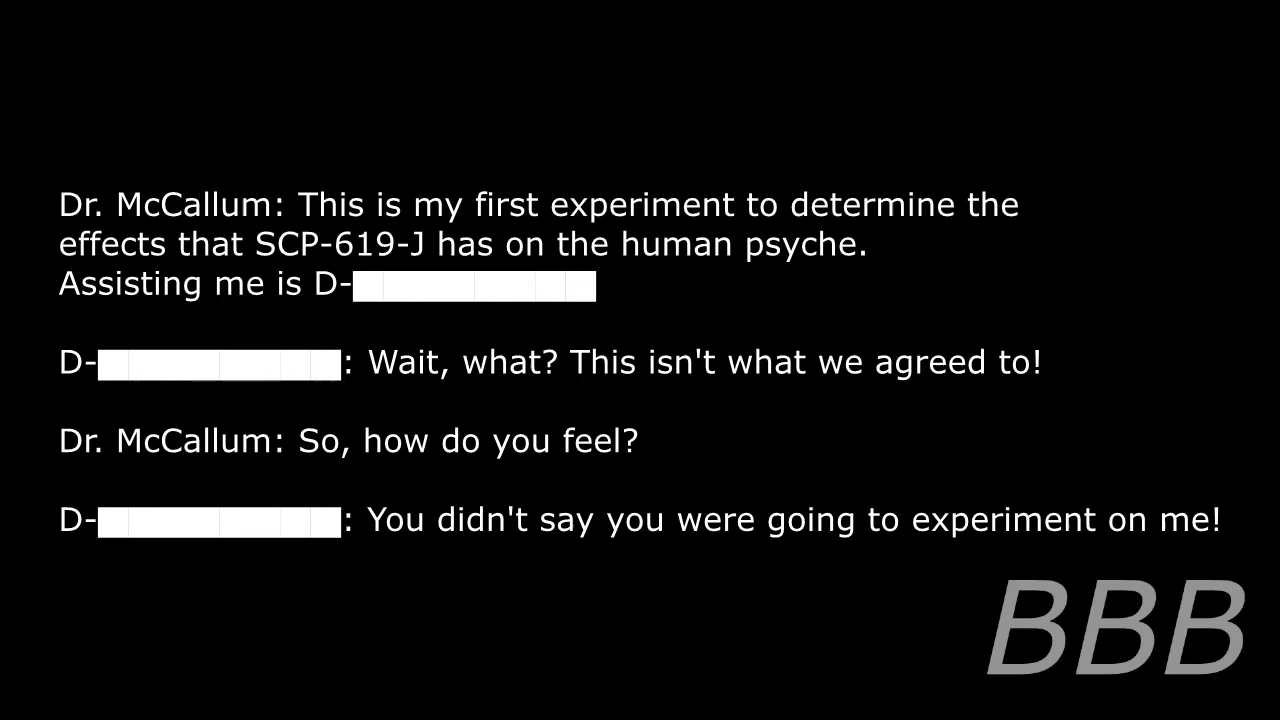 Dr. McCallum: This is my first experiment to determine the
effects that SCP-619-J has on the human psyche.
Assisting me is D-████████
D-████████: Wait, what? This isn't what we agreed to!
Dr. McCallum: So, how do you feel?
D-████████: You didn't say you were going to experiment on me!
BBB